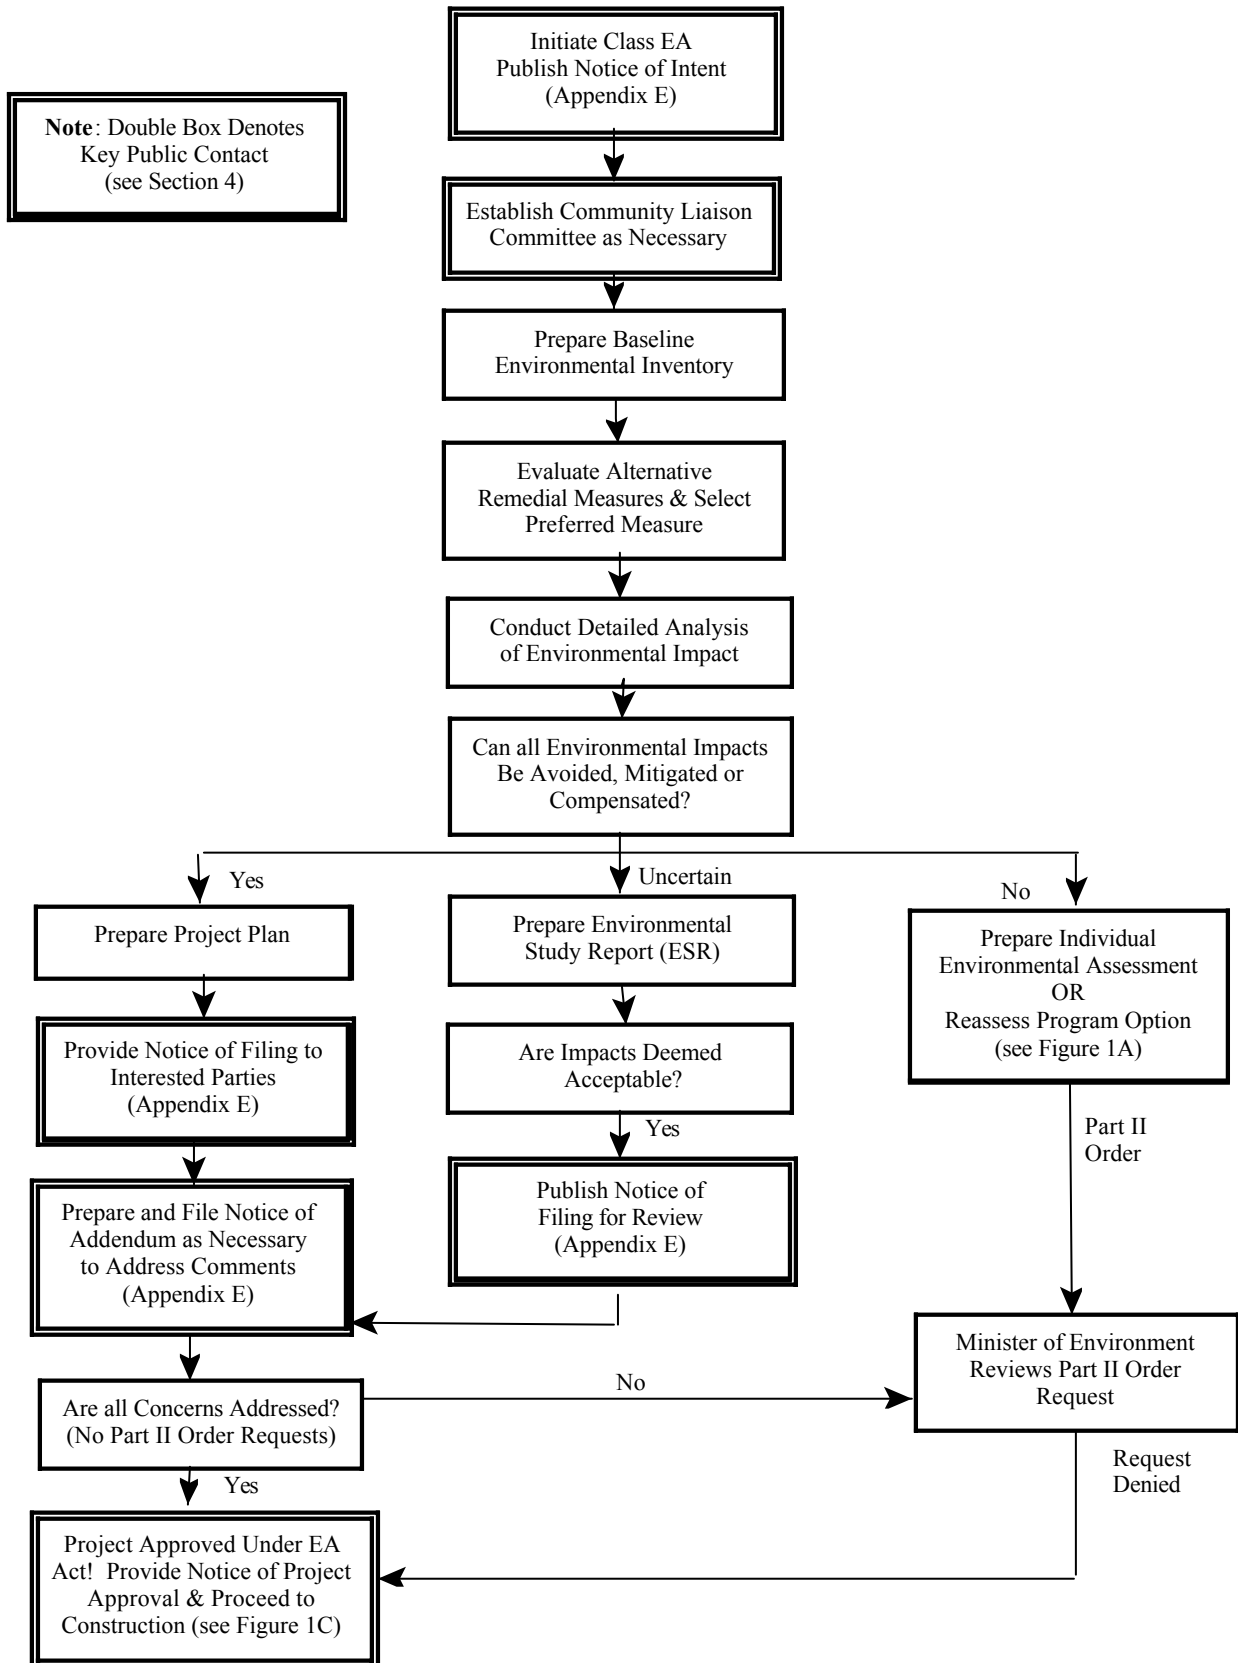 Initiate Class EA
Publish Notice of Intent
(Appendix E)
Note: Double Box Denotes
Key Public Contact
(see Section 4)
Establish Community Liaison
Committee as Necessary
Prepare Baseline
Environmental Inventory
Evaluate Alternative
Remedial Measures & Select
Preferred Measure
Conduct Detailed Analysis
of Environmental Impact
Can all Environmental Impacts
Be Avoided, Mitigated or
Compensated?
Yes
Uncertain
No
Prepare Project Plan
Prepare Environmental
Study Report (ESR)
Prepare Individual
Environmental Assessment
OR
Reassess Program Option
(see Figure 1A)
Provide Notice of Filing to
Interested Parties
(Appendix E)
Are Impacts Deemed
Acceptable?
Yes
Part II
Order
Prepare and File Notice of
Addendum as Necessary
to Address Comments
(Appendix E)
Publish Notice of
Filing for Review
(Appendix E)
Minister of Environment
Reviews Part II Order
Request
No
Are all Concerns Addressed?
(No Part II Order Requests)
Yes
Request
Denied
Project Approved Under EA
Act! Provide Notice of Project
Approval & Proceed to
Construction (see Figure 1C)